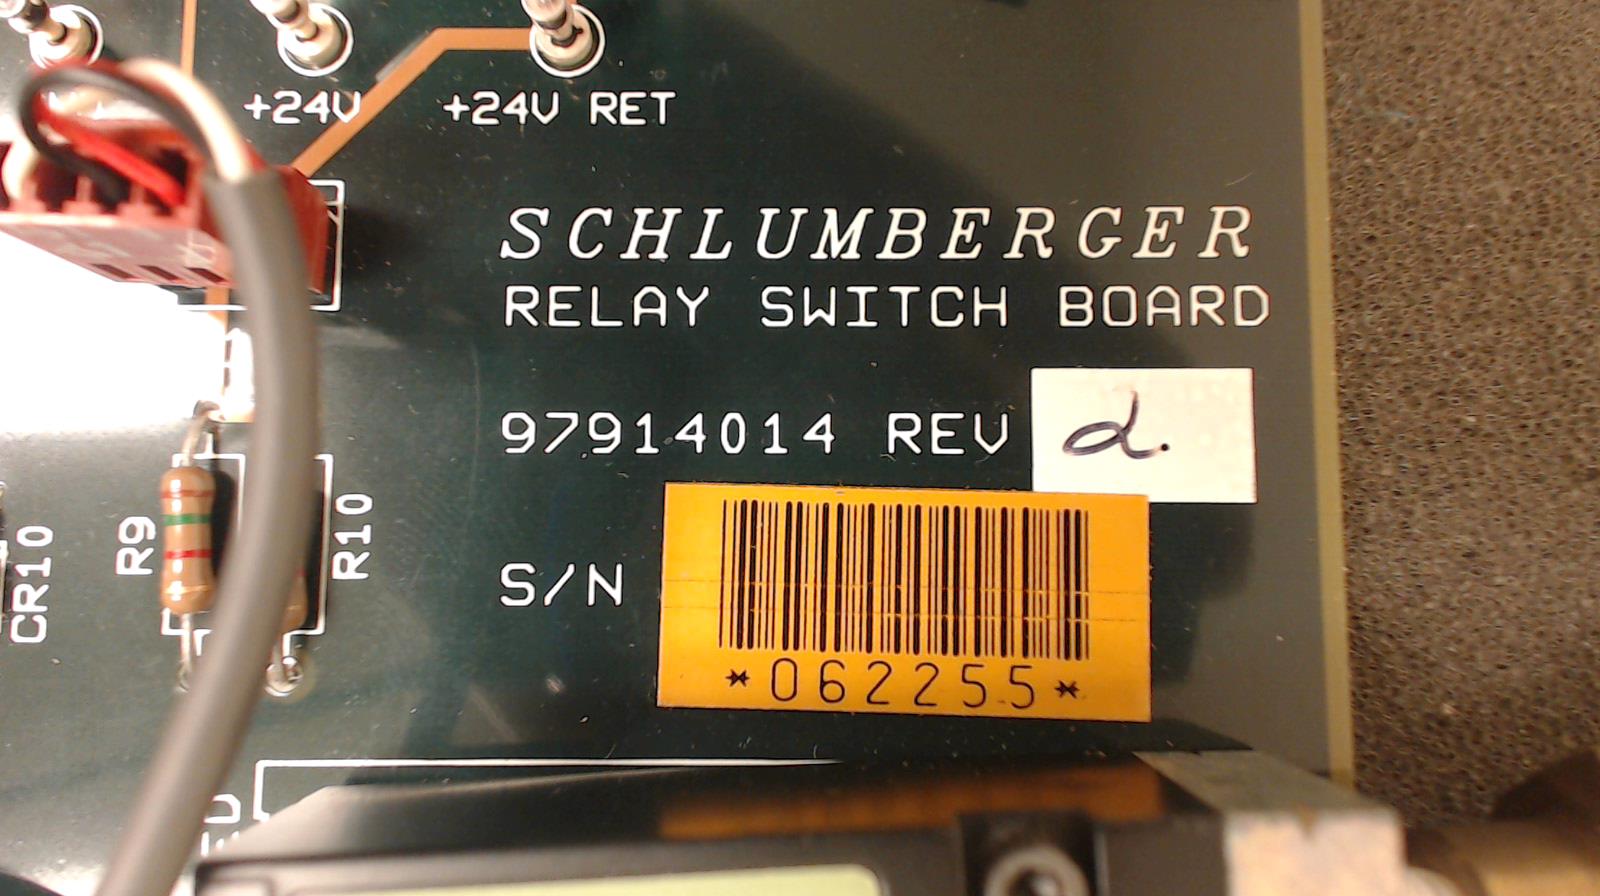 +24V
+24V RET
SCHLUMBERGER
RELAY SWITCH BOARD
97914014 REV d.
S/N
*062255*
R9
R10
CR10